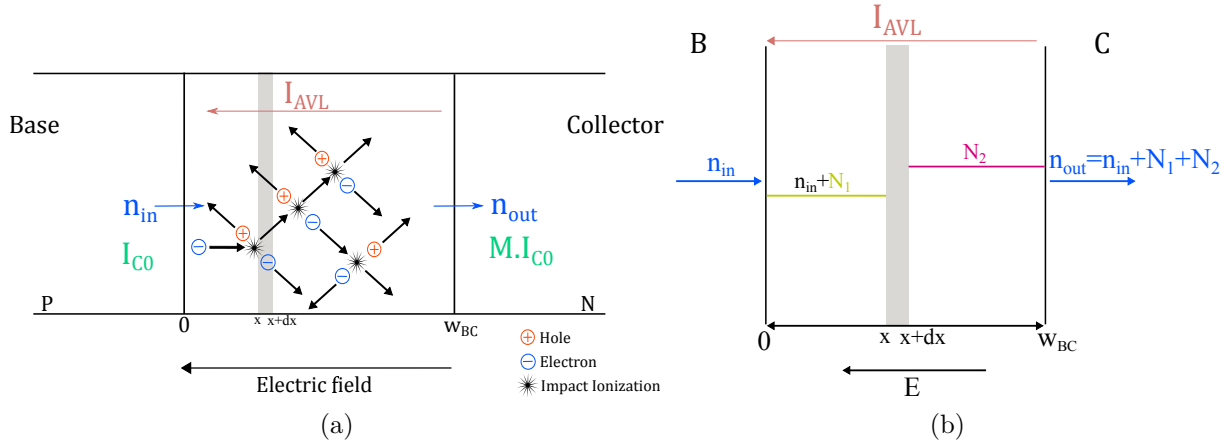 I_AVL
Base
Collector
n_in
n_out
I_C0
M.I_C0
P
N
0
x
x+dx
w_BC
Hole
Electron
Impact Ionization
Electric field
(a)
I_AVL
B
C
n_in
n_in+N_1
N_2
n_out=n_in+N_1+N_2
0
x
x+dx
w_BC
E
(b)